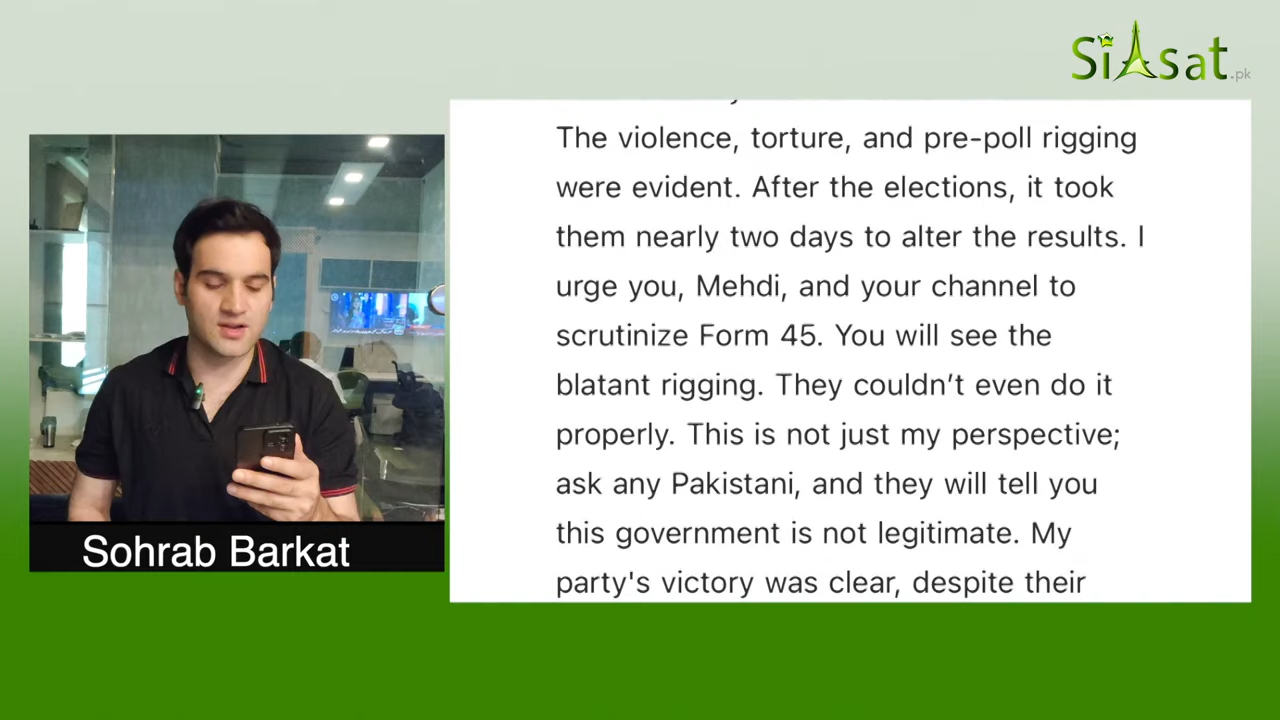 SiAsat.pk
The violence, torture, and pre-poll rigging
were evident. After the elections, it took
them nearly two days to alter the results. I
urge you, Mehdi, and your channel to
scrutinize Form 45. You will see the
blatant rigging. They couldn’t even do it
properly. This is not just my perspective;
ask any Pakistani, and they will tell you
this government is not legitimate. My
party's victory was clear, despite their
Sohrab Barkat